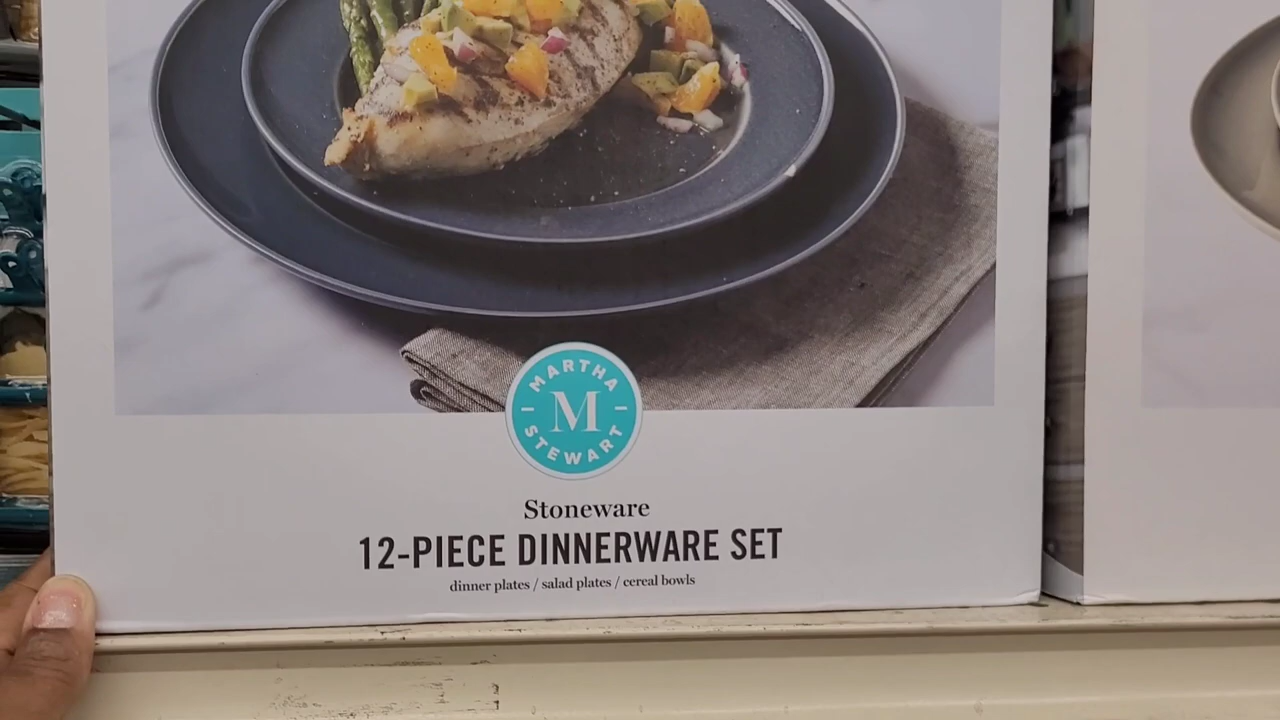 MARTHA
M
STEWART
Stoneware
12-PIECE DINNERWARE SET
dinner plates / salad plates / cereal bowls